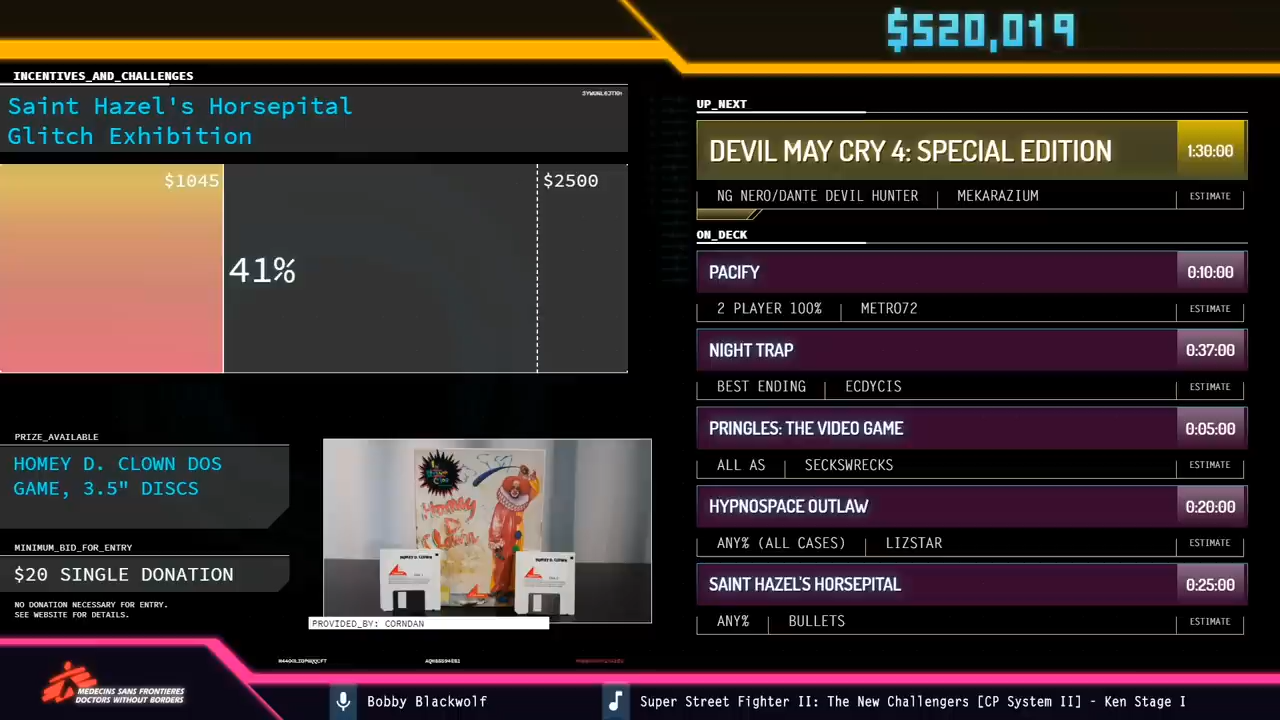 $520,019
INCENTIVES_AND_CHALLENGES
Saint Hazel's Horsepital
Glitch Exhibition
$1045
$2500
41%
PRIZE_AVAILABLE
HOMEY D. CLOWN DOS
GAME, 3.5" DISCS
MINIMUM_BID_FOR_ENTRY
$20 SINGLE DONATION
NO DONATION NECESSARY FOR ENTRY.
SEE WEBSITE FOR DETAILS.
Homey D.
Clown
HOMEY D. CLOWN
HOMEY D. CLOWN
PROVIDED_BY: CORNDAN
UP_NEXT
DEVIL MAY CRY 4: SPECIAL EDITION
1:30:00
NG NERO/DANTE DEVIL HUNTER
MEKARAZIUM
ESTIMATE
ON_DECK
PACIFY
0:10:00
2 PLAYER 100%
METRO72
ESTIMATE
NIGHT TRAP
0:37:00
BEST ENDING
ECDYCIS
ESTIMATE
PRINGLES: THE VIDEO GAME
0:05:00
ALL AS
SECKSWRECKS
ESTIMATE
HYPNOSPACE OUTLAW
0:20:00
ANY% (ALL CASES)
LIZSTAR
ESTIMATE
SAINT HAZEL'S HORSEPITAL
0:25:00
ANY%
BULLETS
ESTIMATE
MEDECINS SANS FRONTIERES
DOCTORS WITHOUT BORDERS
Bobby Blackwolf
Super Street Fighter II: The New Challengers [CP System II] - Ken Stage I